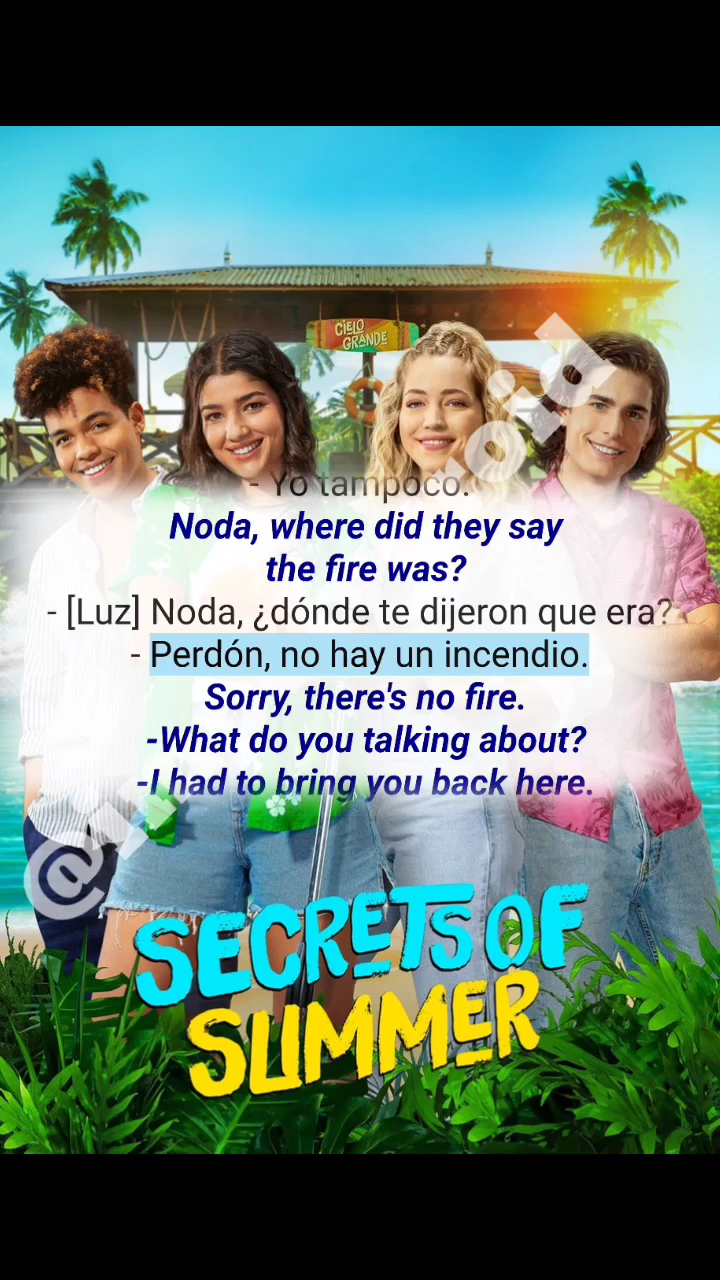 CIELO
GRANDE
- Yo tampoco.
Noda, where did they say
the fire was?
- [Luz] Noda, ¿dónde te dijeron que era?
- Perdón, no hay un incendio.
Sorry, there's no fire.
-What do you talking about?
-I had to bring you back here.
SECRETS OF
SUMMER